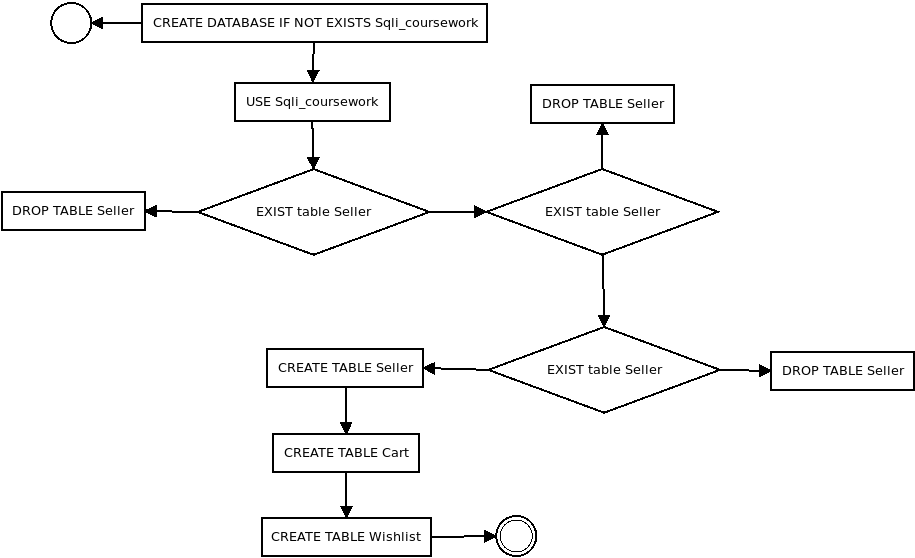 CREATE DATABASE IF NOT EXISTS Sqli_coursework
USE Sqli_coursework
DROP TABLE Seller
DROP TABLE Seller
EXIST table Seller
EXIST table Seller
CREATE TABLE Seller
EXIST table Seller
DROP TABLE Seller
CREATE TABLE Cart
CREATE TABLE Wishlist